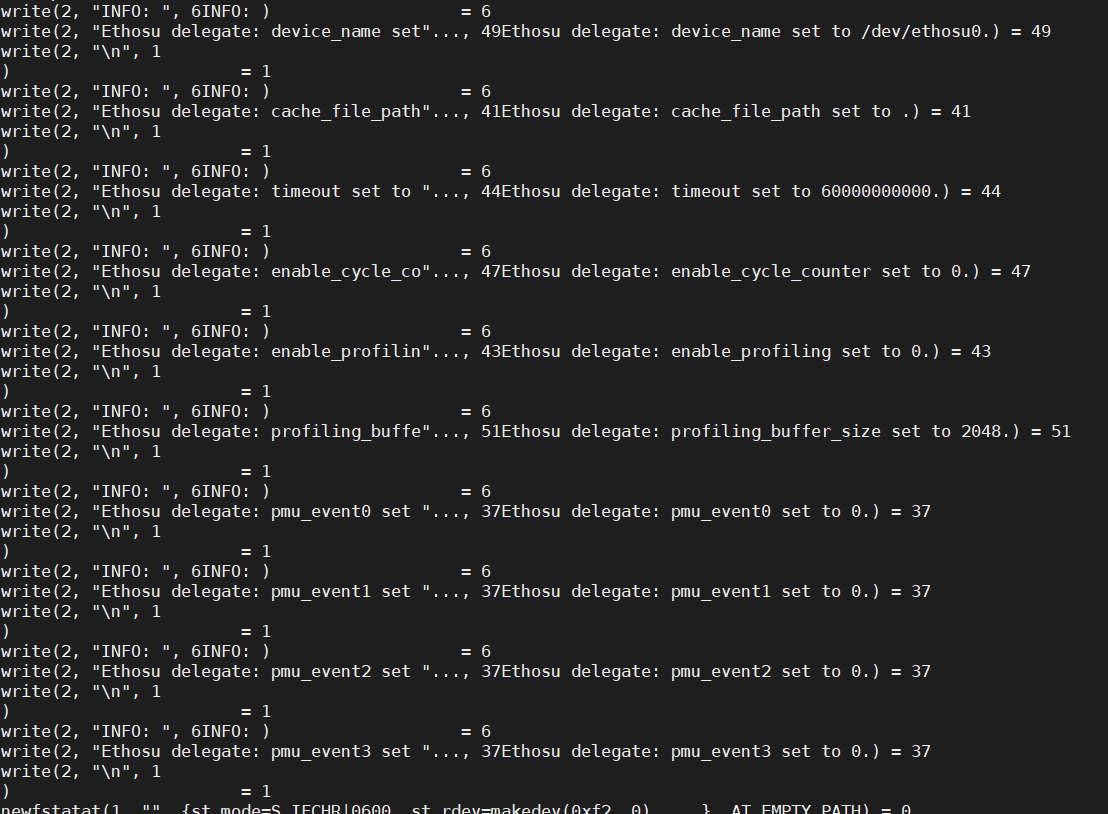 write(2, "INFO: ", 6INFO: )                   = 6
write(2, "Ethosu delegate: device_name set"..., 49Ethosu delegate: device_name set to /dev/ethosu0.) = 49
write(2, "\n", 1
)                       = 1
write(2, "INFO: ", 6INFO: )                   = 6
write(2, "Ethosu delegate: cache_file_path"..., 41Ethosu delegate: cache_file_path set to .) = 41
write(2, "\n", 1
)                       = 1
write(2, "INFO: ", 6INFO: )                   = 6
write(2, "Ethosu delegate: timeout set to "..., 44Ethosu delegate: timeout set to 60000000000.) = 44
write(2, "\n", 1
)                       = 1
write(2, "INFO: ", 6INFO: )                   = 6
write(2, "Ethosu delegate: enable_cycle_co"..., 47Ethosu delegate: enable_cycle_counter set to 0.) = 47
write(2, "\n", 1
)                       = 1
write(2, "INFO: ", 6INFO: )                   = 6
write(2, "Ethosu delegate: enable_profilin"..., 43Ethosu delegate: enable_profiling set to 0.) = 43
write(2, "\n", 1
)                       = 1
write(2, "INFO: ", 6INFO: )                   = 6
write(2, "Ethosu delegate: profiling_buffe"..., 51Ethosu delegate: profiling_buffer_size set to 2048.) = 51
write(2, "\n", 1
)                       = 1
write(2, "INFO: ", 6INFO: )                   = 6
write(2, "Ethosu delegate: pmu_event0 set "..., 37Ethosu delegate: pmu_event0 set to 0.) = 37
write(2, "\n", 1
)                       = 1
write(2, "INFO: ", 6INFO: )                   = 6
write(2, "Ethosu delegate: pmu_event1 set "..., 37Ethosu delegate: pmu_event1 set to 0.) = 37
write(2, "\n", 1
)                       = 1
write(2, "INFO: ", 6INFO: )                   = 6
write(2, "Ethosu delegate: pmu_event2 set "..., 37Ethosu delegate: pmu_event2 set to 0.) = 37
write(2, "\n", 1
)                       = 1
write(2, "INFO: ", 6INFO: )                   = 6
write(2, "Ethosu delegate: pmu_event3 set "..., 37Ethosu delegate: pmu_event3 set to 0.) = 37
write(2, "\n", 1
)                       = 1
newfstatat(1, "", {st_mode=S_IFCHR|0600, st_rdev=makedev(0xf2, 0), ...}, AT_EMPTY_PATH) = 0